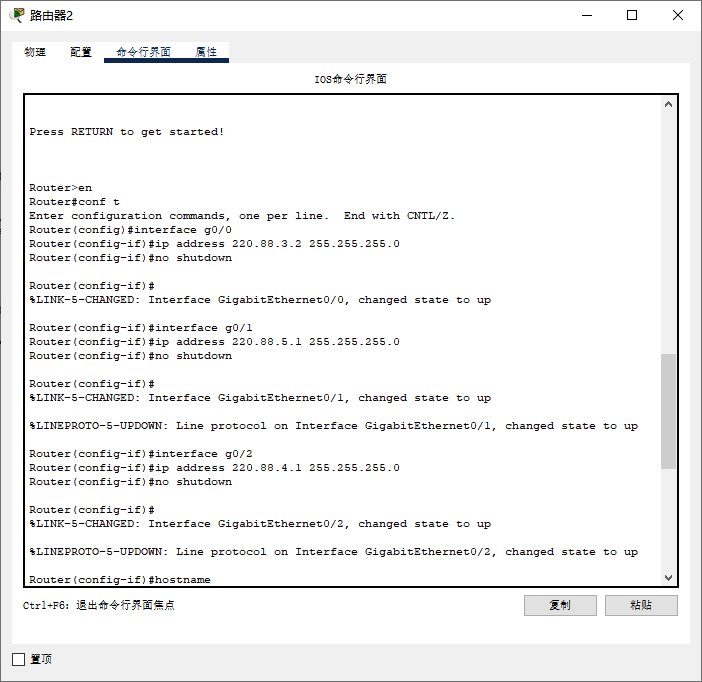 路由器2
物理 配置 命令行界面 属性
IOS命令行界面
Press RETURN to get started!
Router>en
Router#conf t
Enter configuration commands, one per line.  End with CNTL/Z.
Router(config)#interface g0/0
Router(config-if)#ip address 220.88.3.2 255.255.255.0
Router(config-if)#no shutdown
Router(config-if)#
%LINK-5-CHANGED: Interface GigabitEthernet0/0, changed state to up
Router(config-if)#interface g0/1
Router(config-if)#ip address 220.88.5.1 255.255.255.0
Router(config-if)#no shutdown
Router(config-if)#
%LINK-5-CHANGED: Interface GigabitEthernet0/1, changed state to up
%LINEPROTO-5-UPDOWN: Line protocol on Interface GigabitEthernet0/1, changed state to up
Router(config-if)#interface g0/2
Router(config-if)#ip address 220.88.4.1 255.255.255.0
Router(config-if)#no shutdown
Router(config-if)#
%LINK-5-CHANGED: Interface GigabitEthernet0/2, changed state to up
%LINEPROTO-5-UPDOWN: Line protocol on Interface GigabitEthernet0/2, changed state to up
Router(config-if)#hostname
Ctrl+F6: 退出命令行界面焦点 复制 粘贴
置顶